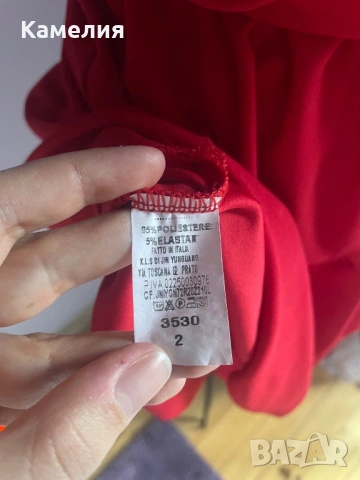 Камелия
95% POLIESTERE
5% ELASTAN
FATTO IN ITALIA
X.L.S DI JIN YUNGUANG
VIA TOSCANA 62 PRATO
P.IVA 02250030976
3530
2
BAZAR